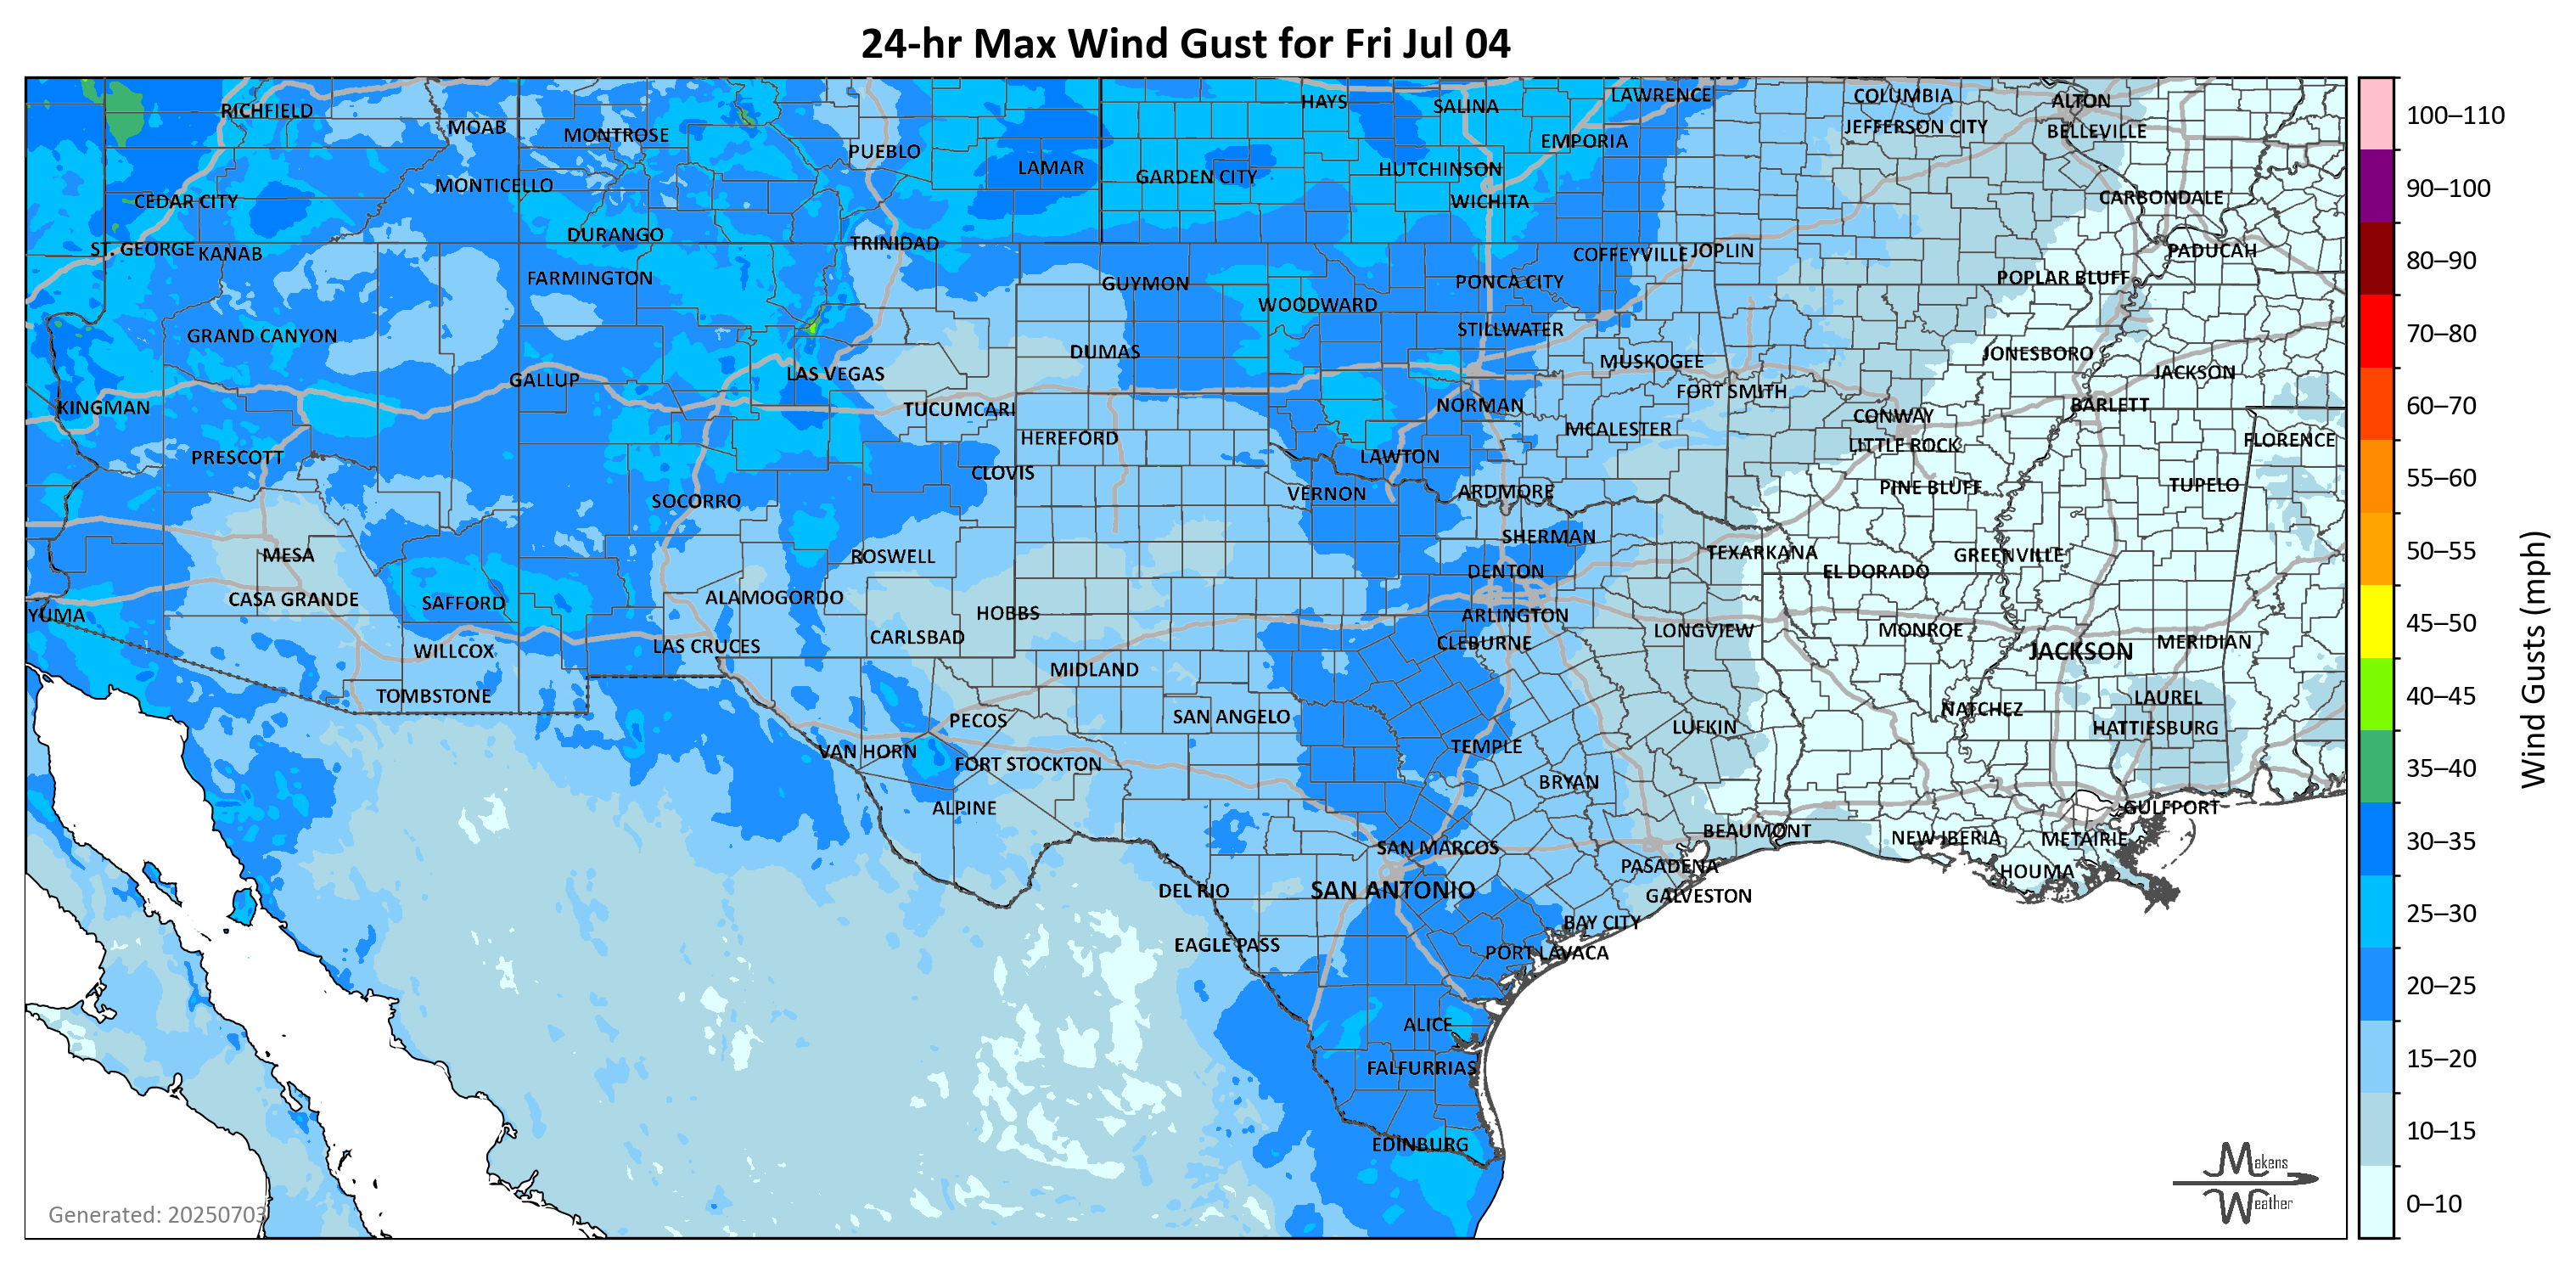 24-hr Max Wind Gust for Fri Jul 04
RICHFIELD
MOAB
MONTROSE
PUEBLO
LAMAR
HAYS
SALINA
LAWRENCE
EMPORIA
COLUMBIA
JEFFERSON CITY
ALTON
BELLEVILLE
MONTICELLO
CEDAR CITY
GARDEN CITY
HUTCHINSON
WICHITA
CARBONDALE
ST. GEORGE
KANAB
DURANGO
TRINIDAD
COFFEYVILLE
JOPLIN
PADUCAH
FARMINGTON
GUYMON
WOODWARD
PONCA CITY
POPLAR BLUFF
GRAND CANYON
STILLWATER
DUMAS
MUSKOGEE
JONESBORO
GALLUP
LAS VEGAS
FORT SMITH
JACKSON
KINGMAN
TUCUMCARI
NORMAN
CONWAY
BARLETT
PRESCOTT
HEREFORD
MCALESTER
LITTLE ROCK
FLORENCE
CLOVIS
LAWTON
SOCORRO
VERNON
ARDMORE
PINE BLUFF
TUPELO
MESA
ROSWELL
SHERMAN
TEXARKANA
GREENVILLE
CASA GRANDE
SAFFORD
ALAMOGORDO
DENTON
EL DORADO
YUMA
HOBBS
ARLINGTON
WILLCOX
LAS CRUCES
CARLSBAD
CLEBURNE
LONGVIEW
MONROE
JACKSON
MERIDIAN
TOMBSTONE
MIDLAND
LAUREL
PECOS
SAN ANGELO
LUFKIN
NATCHEZ
HATTIESBURG
VAN HORN
FORT STOCKTON
TEMPLE
BRYAN
ALPINE
GULFPORT
SAN MARCOS
BEAUMONT
NEW IBERIA
METAIRIE
DEL RIO
SAN ANTONIO
PASADENA
GALVESTON
HOUMA
EAGLE PASS
BAY CITY
PORT LAVACA
ALICE
FALFURRIAS
EDINBURG
Generated: 20250703
Makens
Weather
100–110
90–100
80–90
70–80
60–70
55–60
50–55
45–50
40–45
35–40
30–35
25–30
20–25
15–20
10–15
0–10
Wind Gusts (mph)